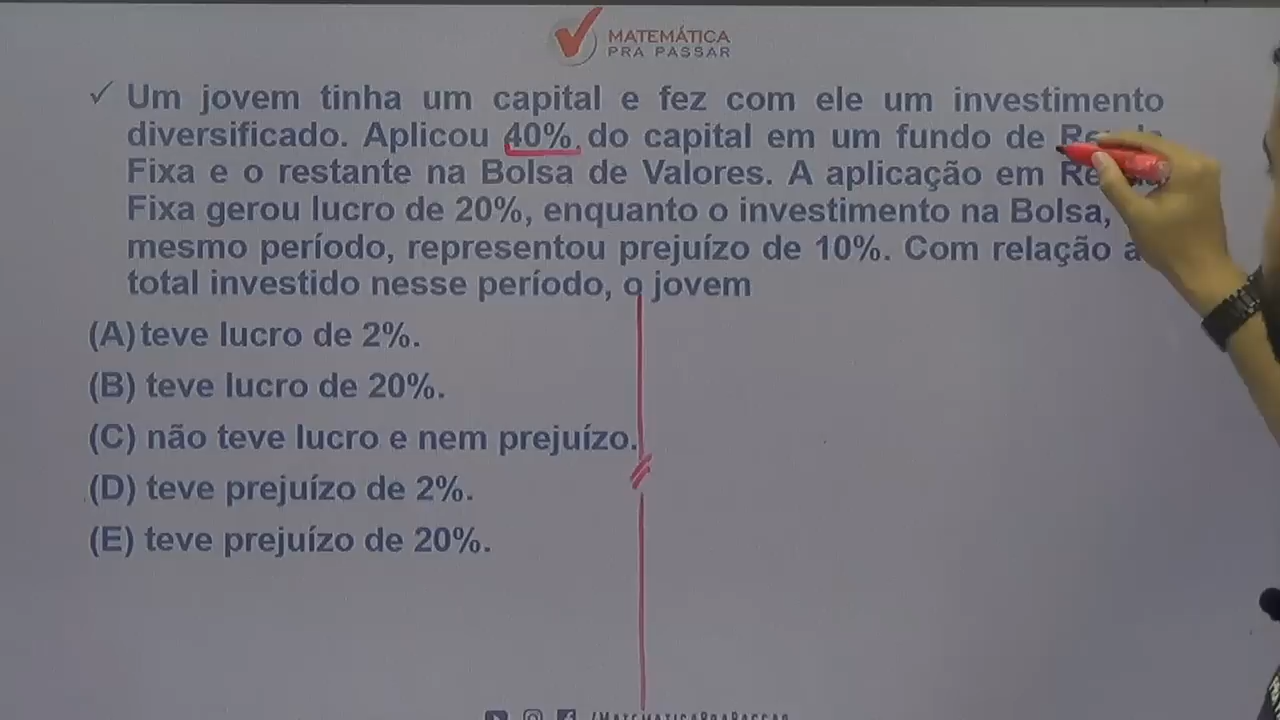 MATEMÁTICA
PRA PASSAR
✓ Um jovem tinha um capital e fez com ele um investimento
diversificado. Aplicou 40% do capital em um fundo de
Fixa e o restante na Bolsa de Valores. A aplicação em
Fixa gerou lucro de 20%, enquanto o investimento na Bolsa,
mesmo período, representou prejuízo de 10%. Com relação
total investido nesse período, o jovem
(A) teve lucro de 2%.
(B) teve lucro de 20%.
(C) não teve lucro e nem prejuízo.
(D) teve prejuízo de 2%.
(E) teve prejuízo de 20%.
/MATEMATICAPRAPASSAR